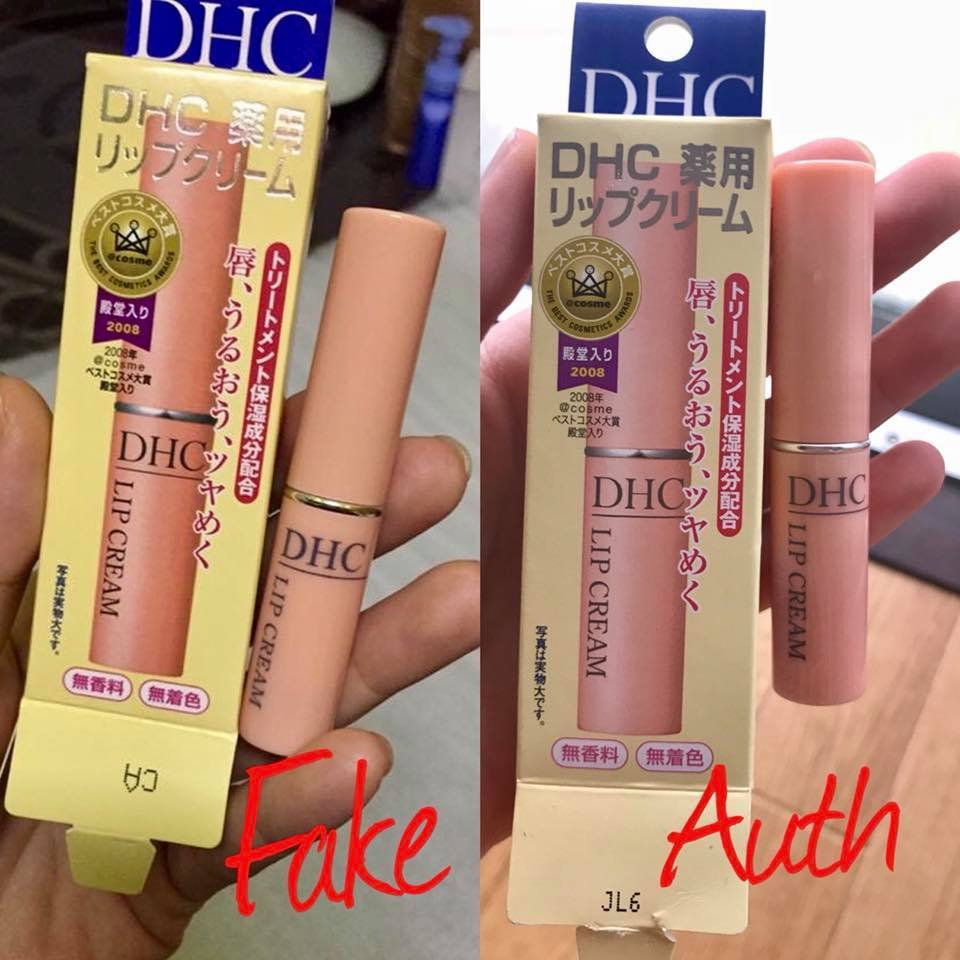 DHC
DHC 薬用
リップクリーム
ベストコスメ大賞
@cosme
THE BEST COSMETICS AWARDS
殿堂入り
2008
2008年
@cosme
ベストコスメ大賞
殿堂入り
トリートメント保湿成分配合
唇、うるおう、ツヤめく
DHC
LIP CREAM
写真は実物大です。
無香料
無着色
CA
DHC
LIP CREAM
Fake
DHC
DHC 薬用
リップクリーム
ベストコスメ大賞
@cosme
THE BEST COSMETICS AWARDS
殿堂入り
2008
2008年
@cosme
ベストコスメ大賞
殿堂入り
トリートメント保湿成分配合
唇、うるおう、ツヤめく
DHC
LIP CREAM
写真は実物大です。
無香料
無着色
JL6
DHC
LIP CREAM
Auth